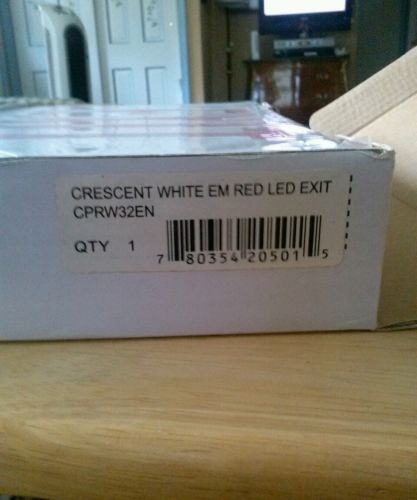 CRESCENT WHITE EM RED LED EXIT
CPRW32EN
QTY 1
7 80354 20501 5